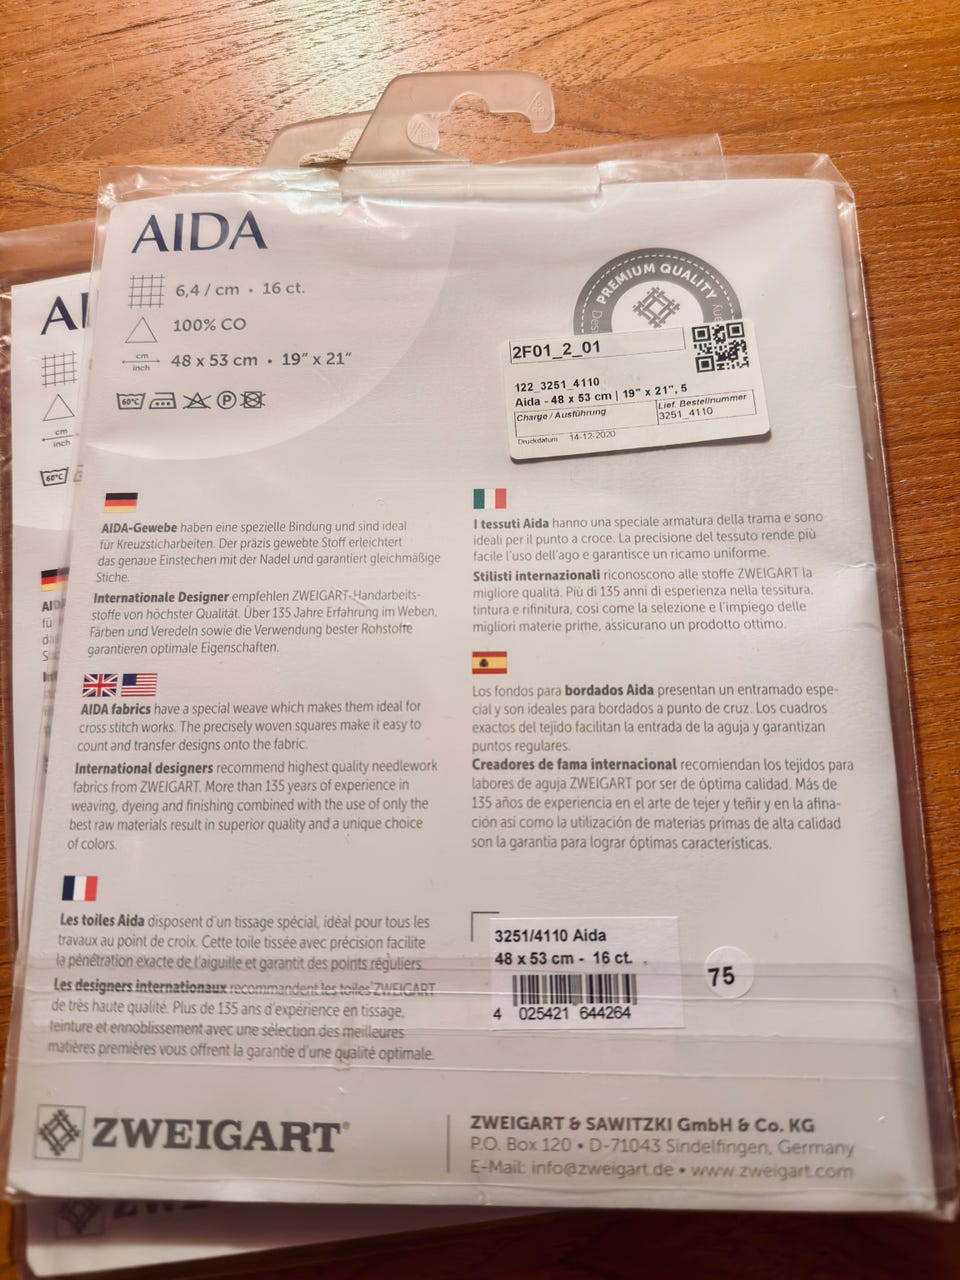 AIDA
6,4 / cm • 16 ct.
100% CO
cm
inch
48 x 53 cm • 19" x 21"
60°C
P
PREMIUM QUALITY
2F01_2_01
122_3251_4110
Aida - 48 x 53 cm | 19" x 21", 5
Charge / Ausführung
Lief. Bestellnummer
3251_4110
Druckdatum 14-12-2020
AIDA-Gewebe haben eine spezielle Bindung und sind ideal
für Kreuzsticharbeiten. Der präzis gewebte Stoff erleichtert
das genaue Einstechen mit der Nadel und garantiert gleichmäßige
Stiche.
Internationale Designer empfehlen ZWEIGART-Handarbeits-
stoffe von höchster Qualität. Über 135 Jahre Erfahrung im Weben,
Färben und Veredeln sowie die Verwendung bester Rohstoffe
garantieren optimale Eigenschaften.
AIDA fabrics have a special weave which makes them ideal for
cross stitch works. The precisely woven squares make it easy to
count and transfer designs onto the fabric.
International designers recommend highest quality needlework
fabrics from ZWEIGART. More than 135 years of experience in
weaving, dyeing and finishing combined with the use of only the
best raw materials result in superior quality and a unique choice
of colors.
Les toiles Aida disposent d'un tissage spécial, idéal pour tous les
travaux au point de croix. Cette toile tissée avec précision facilite
la pénétration exacte de l'aiguille et garantit des points réguliers.
Les designers internationaux recommandent les toiles ZWEIGART
de très haute qualité. Plus de 135 ans d'expérience en tissage,
teinture et ennoblissement avec une sélection des meilleures
matières premières vous offrent la garantie d'une qualité optimale.
I tessuti Aida hanno una speciale armatura della trama e sono
ideali per il punto a croce. La precisione del tessuto rende più
facile l'uso dell'ago e garantisce un ricamo uniforme.
Stilisti internazionali riconoscono alle stoffe ZWEIGART la
migliore qualitá. Più di 135 anni di esperienza nella tessitura,
tintura e rifinitura, cosi come la selezione e l'impiego delle
migliori materie prime, assicurano un prodotto ottimo.
Los fondos para bordados Aida presentan un entramado espe-
cial y son ideales para bordados a punto de cruz. Los cuadros
exactos del tejido facilitan la entrada de la aguja y garantizan
puntos regulares.
Creadores de fama internacional recomiendan los tejidos para
labores de aguja ZWEIGART por ser de óptima calidad. Más de
135 años de experiencia en el arte de tejer y teñir y en la afina-
ción así como la utilización de materias primas de alta calidad
son la garantía para lograr óptimas características.
3251/4110 Aida
48 x 53 cm - 16 ct.
4 025421 644264
75
ZWEIGART®
ZWEIGART & SAWITZKI GmbH & Co. KG
P.O. Box 120 • D-71043 Sindelfingen, Germany
E-Mail: info@zweigart.de • www.zweigart.com
cm
inch
60°C